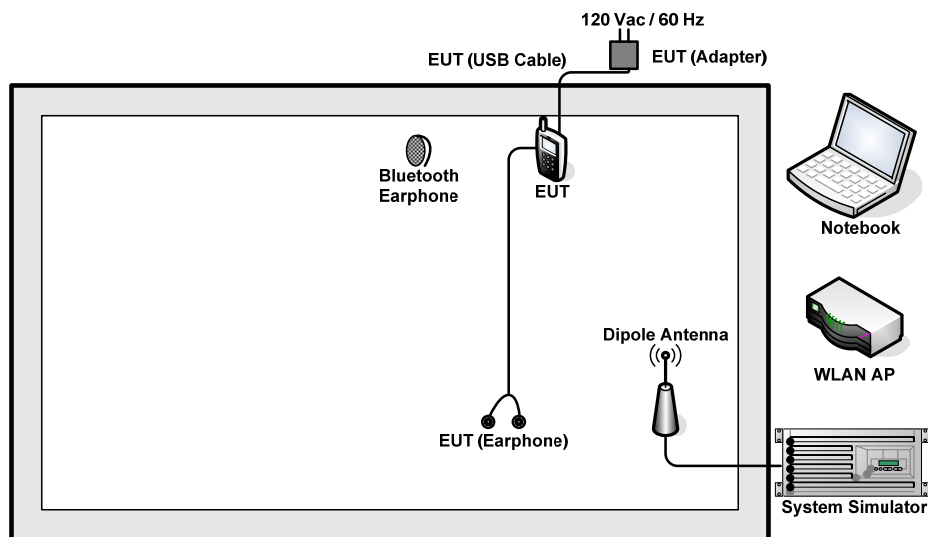 120 Vac / 60 Hz
EUT (USB Cable)
EUT (Adapter)
Bluetooth
Earphone
EUT
Notebook
Dipole Antenna
WLAN AP
EUT (Earphone)
System Simulator